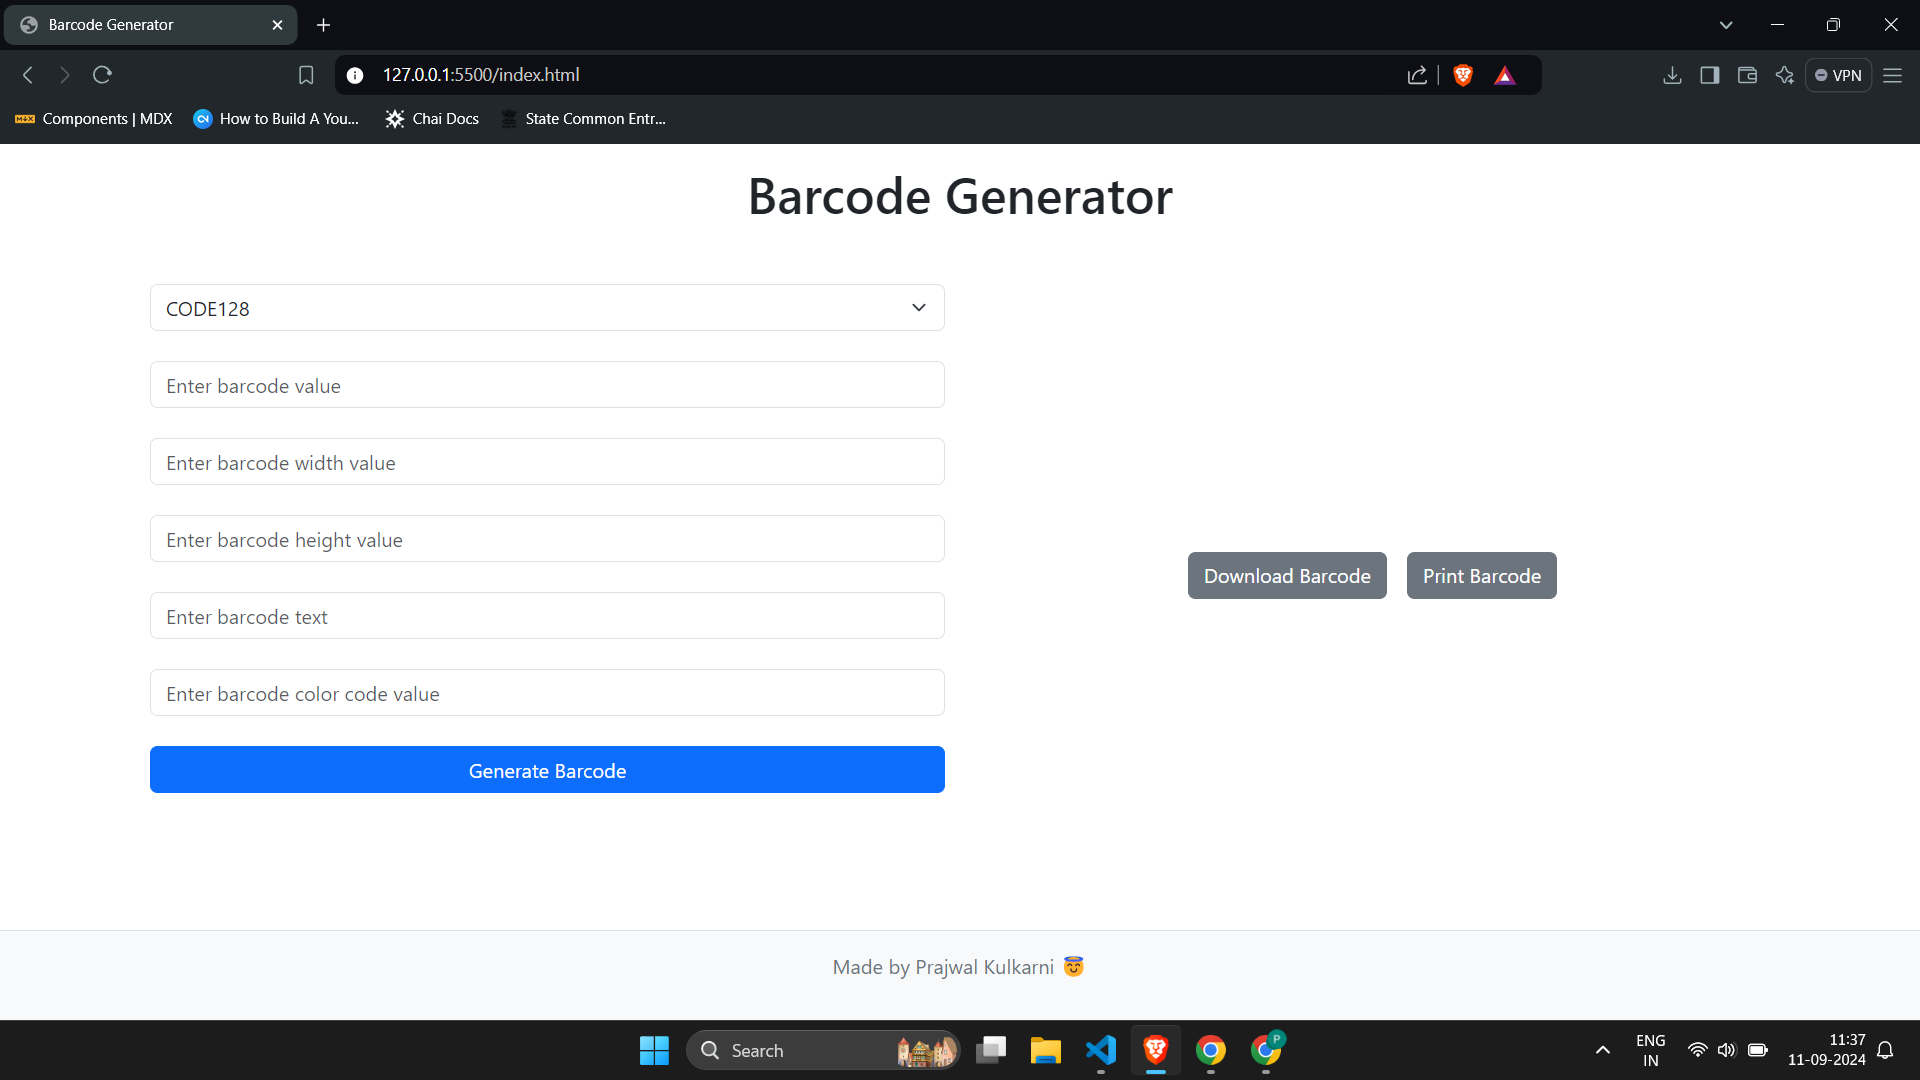 Barcode Generator
127.0.0.1:5500/index.html
VPN
Components | MDX
How to Build A You...
Chai Docs
State Common Entr...
Barcode Generator
CODE128
Enter barcode value
Enter barcode width value
Enter barcode height value
Enter barcode text
Enter barcode color code value
Generate Barcode
Download Barcode
Print Barcode
Made by Prajwal Kulkarni 😇
Search
P
ENG
IN
11:37
11-09-2024